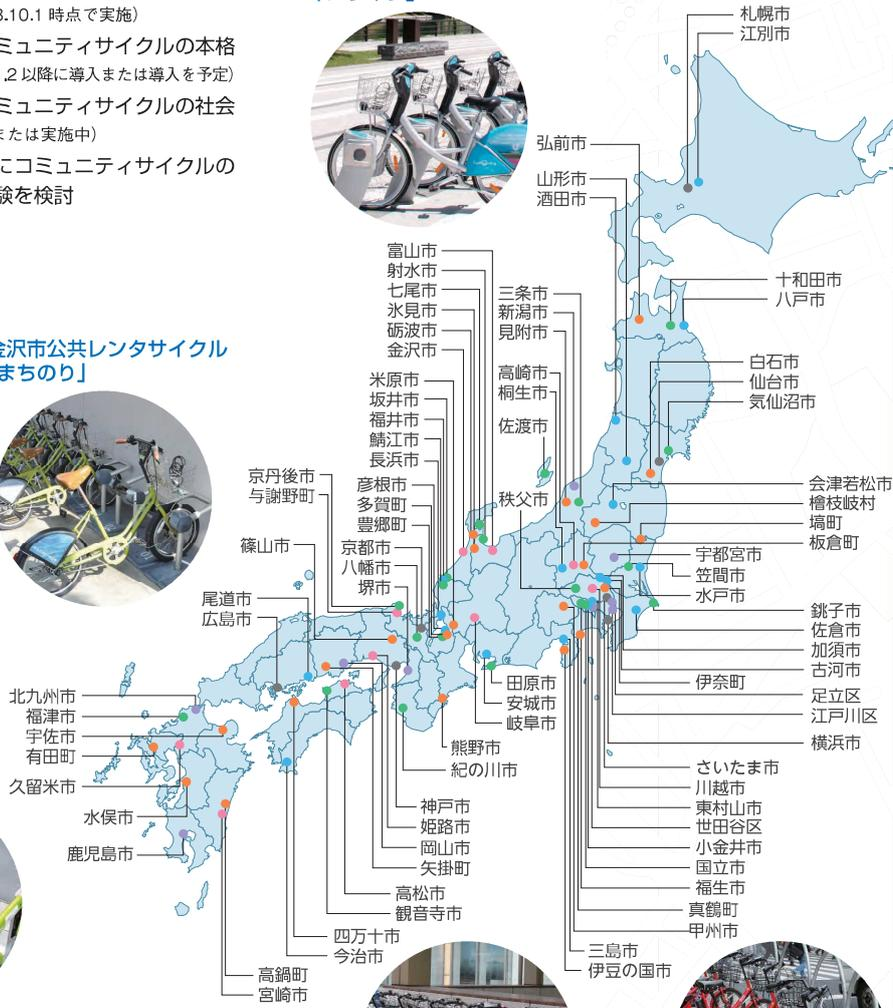 3.10.1 時点で実施）
ミュニティサイクルの本格
.2 以降に導入または導入を予定）
ミュニティサイクルの社会
または実施中）
にコミュニティサイクルの
験を検討
金沢市公共レンタサイクル
まちのり」
札幌市
江別市
弘前市
山形市
酒田市
十和田市
八戸市
白石市
仙台市
気仙沼市
富山市
射水市
七尾市
氷見市
砺波市
金沢市
三条市
新潟市
見附市
高崎市
桐生市
佐渡市
秩父市
米原市
坂井市
福井市
鯖江市
長浜市
彦根市
多賀町
豊郷町
京都市
八幡市
堺市
京丹後市
与謝野町
篠山市
尾道市
広島市
会津若松市
檜枝岐村
塙町
板倉町
宇都宮市
笠間市
水戸市
銚子市
佐倉市
加須市
古河市
伊奈町
足立区
江戸川区
横浜市
さいたま市
川越市
東村山市
世田谷区
小金井市
国立市
福生市
真鶴町
甲州市
三島市
伊豆の国市
田原市
安城市
岐阜市
熊野市
紀の川市
神戸市
姫路市
岡山市
矢掛町
高松市
観音寺市
四万十市
今治市
北九州市
福津市
宇佐市
有田町
久留米市
水俣市
鹿児島市
高鍋町
宮崎市